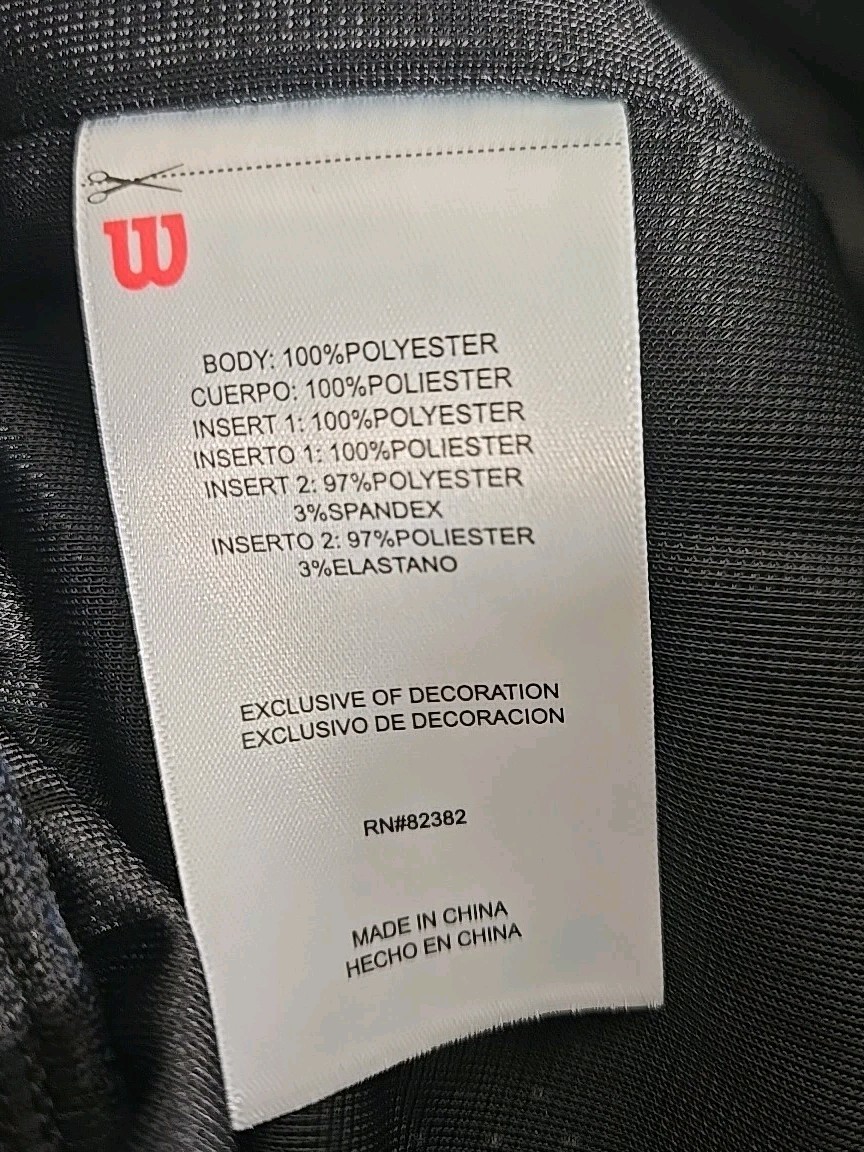 W
BODY: 100%POLYESTER
CUERPO: 100%POLIESTER
INSERT 1: 100%POLYESTER
INSERTO 1: 100%POLIESTER
INSERT 2: 97%POLYESTER
3%SPANDEX
INSERTO 2: 97%POLIESTER
3%ELASTANO
EXCLUSIVE OF DECORATION
EXCLUSIVO DE DECORACION
RN#82382
MADE IN CHINA
HECHO EN CHINA